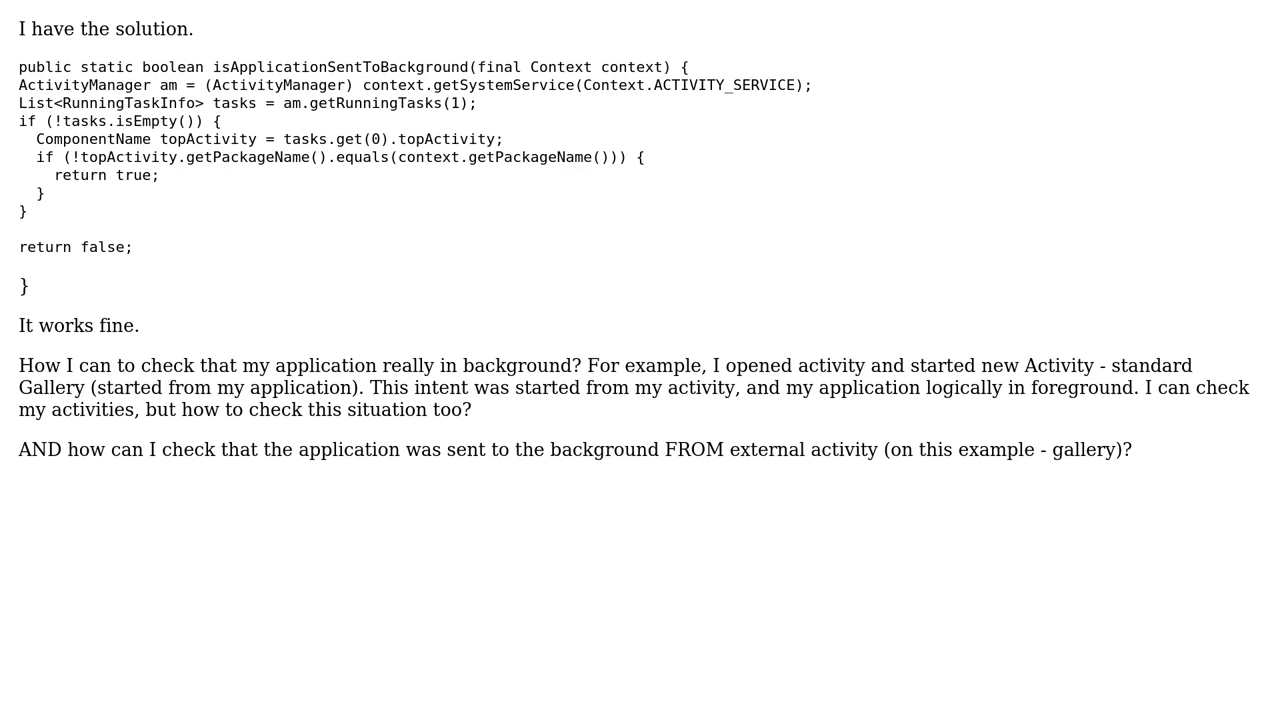 I have the solution.
public static boolean isApplicationSentToBackground(final Context context) {
ActivityManager am = (ActivityManager) context.getSystemService(Context.ACTIVITY_SERVICE);
List<RunningTaskInfo> tasks = am.getRunningTasks(1);
if (!tasks.isEmpty()) {
  ComponentName topActivity = tasks.get(0).topActivity;
  if (!topActivity.getPackageName().equals(context.getPackageName())) {
    return true;
  }
}
return false;
}
It works fine.
How I can to check that my application really in background? For example, I opened activity and started new Activity - standard
Gallery (started from my application). This intent was started from my activity, and my application logically in foreground. I can check
my activities, but how to check this situation too?
AND how can I check that the application was sent to the background FROM external activity (on this example - gallery)?